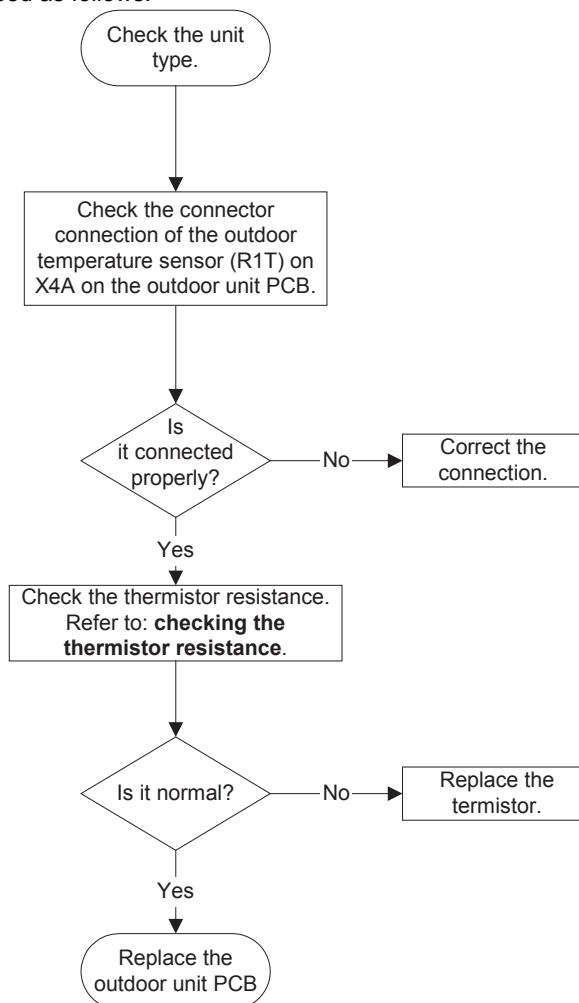 Check the unit
type.
Check the connector
connection of the outdoor
temperature sensor (R1T) on
X4A on the outdoor unit PCB.
Is
it connected
properly?
No
Correct the
connection.
Yes
Check the thermistor resistance.
Refer to: checking the
thermistor resistance.
Is it normal?
No
Replace the
termistor.
Yes
Replace the
outdoor unit PCB